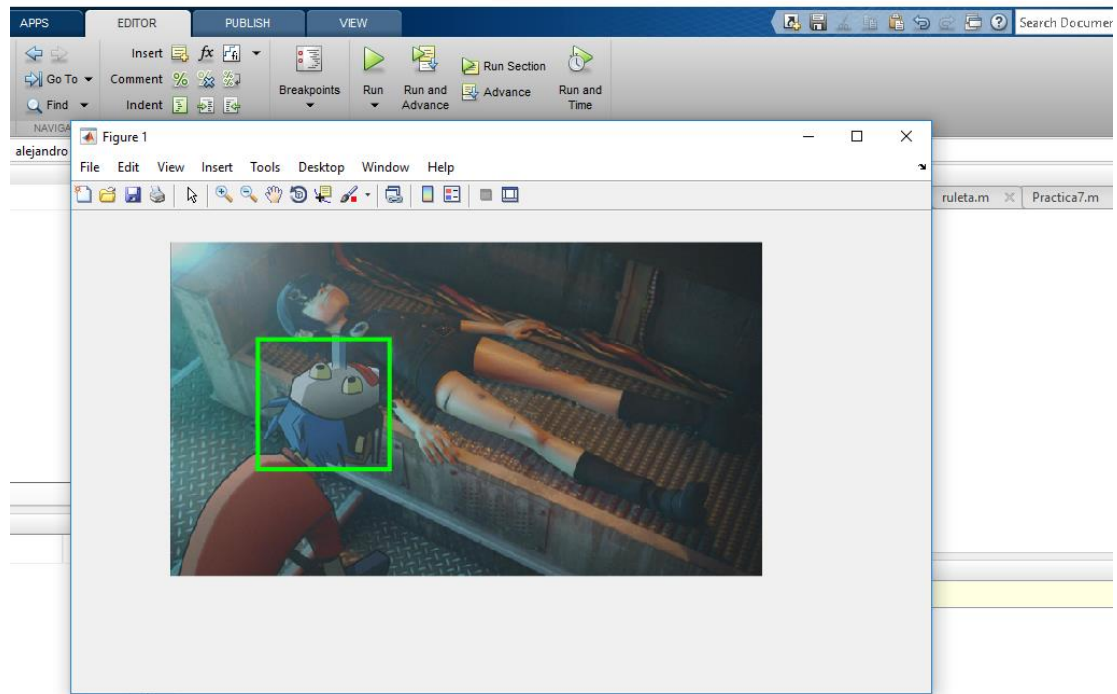 APPS EDITOR PUBLISH VIEW
Search Documen
Insert fx
Go To Comment
Find Indent
Breakpoints
Run
Run and Advance
Run Section
Advance
Run and Time
NAVIGA
Figure 1
alejandro
File Edit View Insert Tools Desktop Window Help
ruleta.m Practica7.m